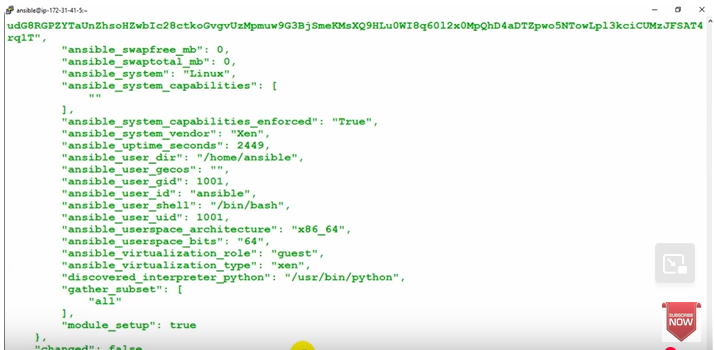 ansible@ip-172-31-41-5:~
udG8RGPZYTaUnZhsoHZwbIc28ctkoGvgvUzMpmuw9G3BjSmeKMsXQ9HLu0WI8q60l2x0MpQhD4aDTZpwo5NTowLpl3kciCUMzJFSAT4
rq1T",
"ansible_swapfree_mb": 0,
"ansible_swaptotal_mb": 0,
"ansible_system": "Linux",
"ansible_system_capabilities": [
""
],
"ansible_system_capabilities_enforced": "True",
"ansible_system_vendor": "Xen",
"ansible_uptime_seconds": 2449,
"ansible_user_dir": "/home/ansible",
"ansible_user_gecos": "",
"ansible_user_gid": 1001,
"ansible_user_id": "ansible",
"ansible_user_shell": "/bin/bash",
"ansible_user_uid": 1001,
"ansible_userspace_architecture": "x86_64",
"ansible_userspace_bits": "64",
"ansible_virtualization_role": "guest",
"ansible_virtualization_type": "xen",
"discovered_interpreter_python": "/usr/bin/python",
"gather_subset": [
"all"
],
"module_setup": true
},
"changed": false
SUBSCRIBE
NOW